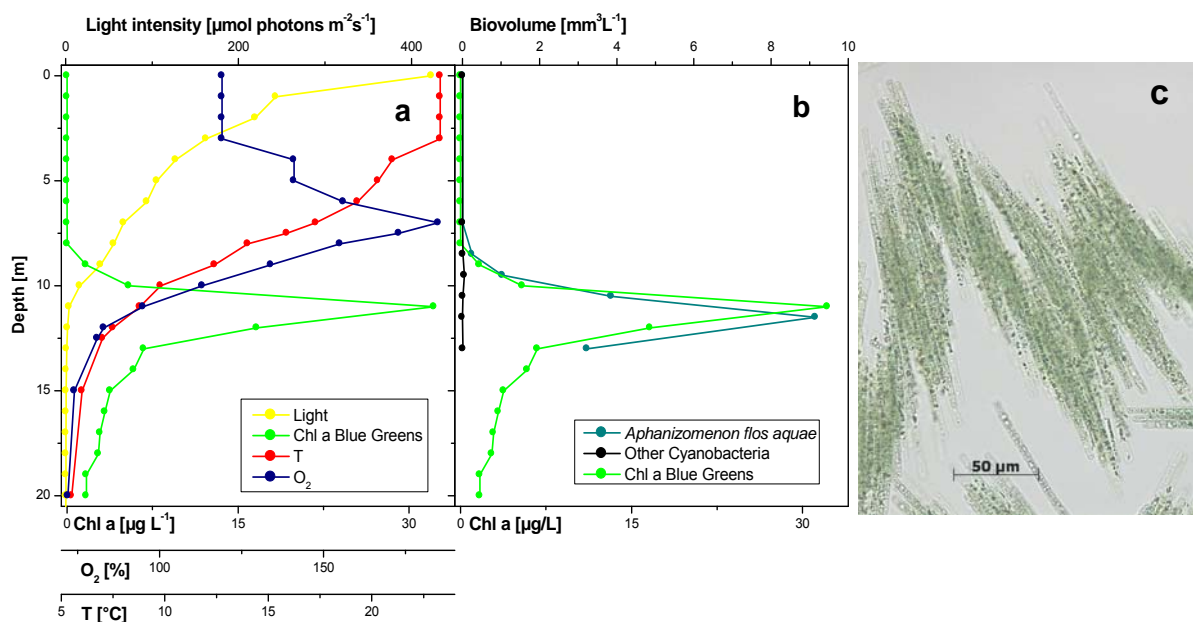 Light intensity [µmol photons m⁻²s⁻¹]
0 200 400
Biovolume [mm³L⁻¹]
0 2 4 6 8 10
a
b
c
Depth [m]
0
5
10
15
20
Light
Chl a Blue Greens
T
O₂
Aphanizomenon flos aquae
Other Cyanobacteria
Chl a Blue Greens
50 µm
0 15 30
Chl a [µg L⁻¹]
0 15 30
Chl a [µg/L]
100 150
O₂ [%]
5 10 15 20
T [°C]